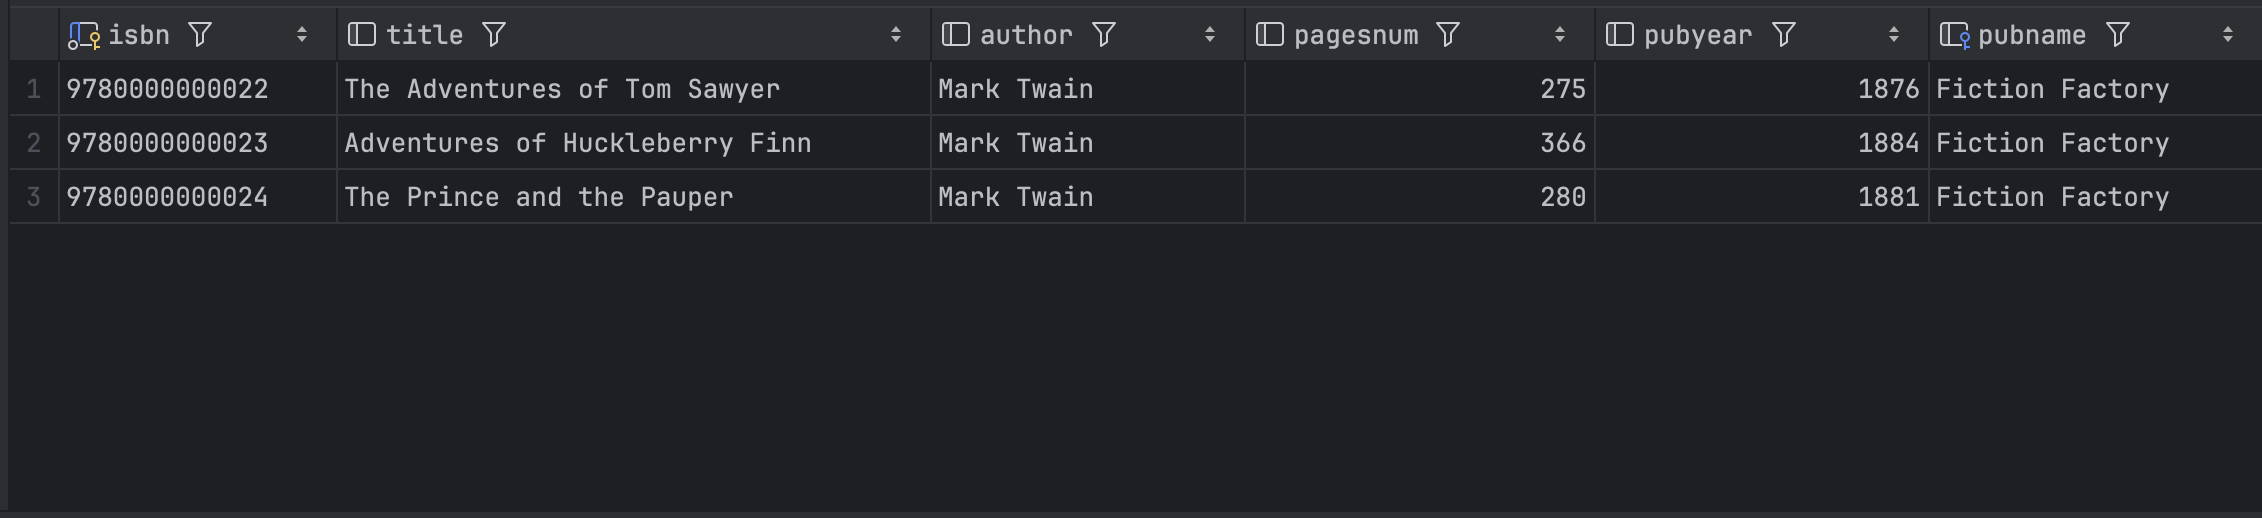 isbn title author pagesnum pubyear pubname
1 9780000000022 The Adventures of Tom Sawyer Mark Twain 275 1876 Fiction Factory
2 9780000000023 Adventures of Huckleberry Finn Mark Twain 366 1884 Fiction Factory
3 9780000000024 The Prince and the Pauper Mark Twain 280 1881 Fiction Factory